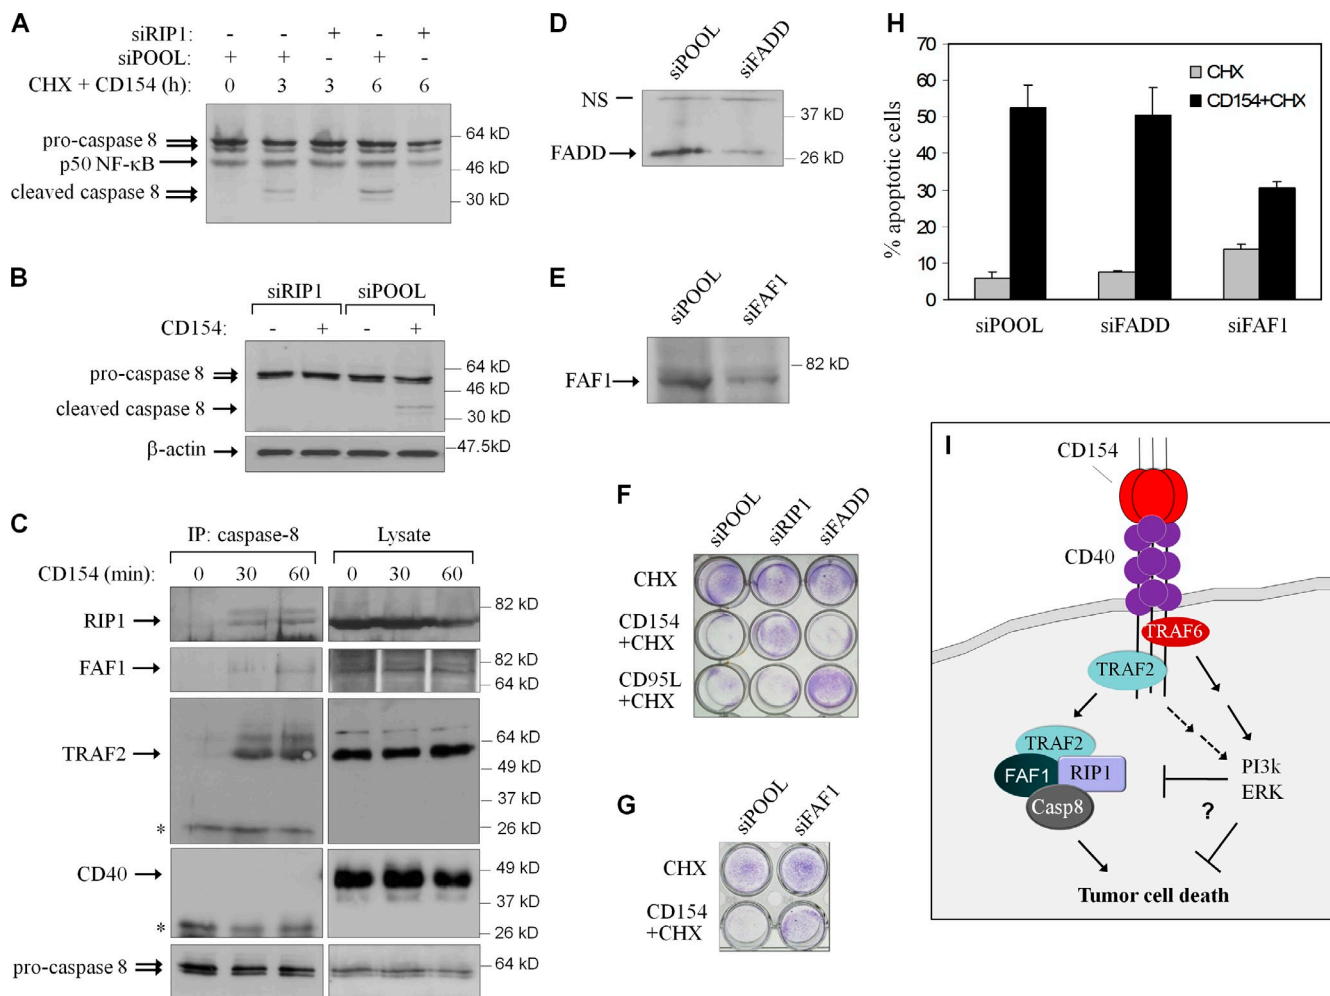 A
siRIP1: - - + - +
siPOOL: + + - + -
CHX + CD154 (h): 0 3 3 6 6
pro-caspase 8
p50 NF-κB
cleaved caspase 8
64 kD
46 kD
30 kD
B
siRIP1 siPOOL
CD154: - + - +
pro-caspase 8
cleaved caspase 8
β-actin
64 kD
46 kD
30 kD
47.5kD
C
IP: caspase-8 Lysate
CD154 (min): 0 30 60 0 30 60
RIP1
82 kD
FAF1
82 kD
64 kD
TRAF2
64 kD
49 kD
37 kD
* 26 kD
CD40
49 kD
37 kD
* 26 kD
pro-caspase 8
64 kD
D
siPOOL siFADD
NS
37 kD
FADD
26 kD
E
siPOOL siFAF1
82 kD
FAF1
F
siPOOL siRIP1 siFADD
CHX
CD154
+CHX
CD95L
+CHX
G
siPOOL siFAF1
CHX
CD154
+CHX
H
% apoptotic cells
70
60
50
40
30
20
10
0
CHX
CD154+CHX
siPOOL siFADD siFAF1
I
CD154
CD40
TRAF6
TRAF2
TRAF2
FAF1 RIP1
Casp8
PI3k
ERK
?
Tumor cell death